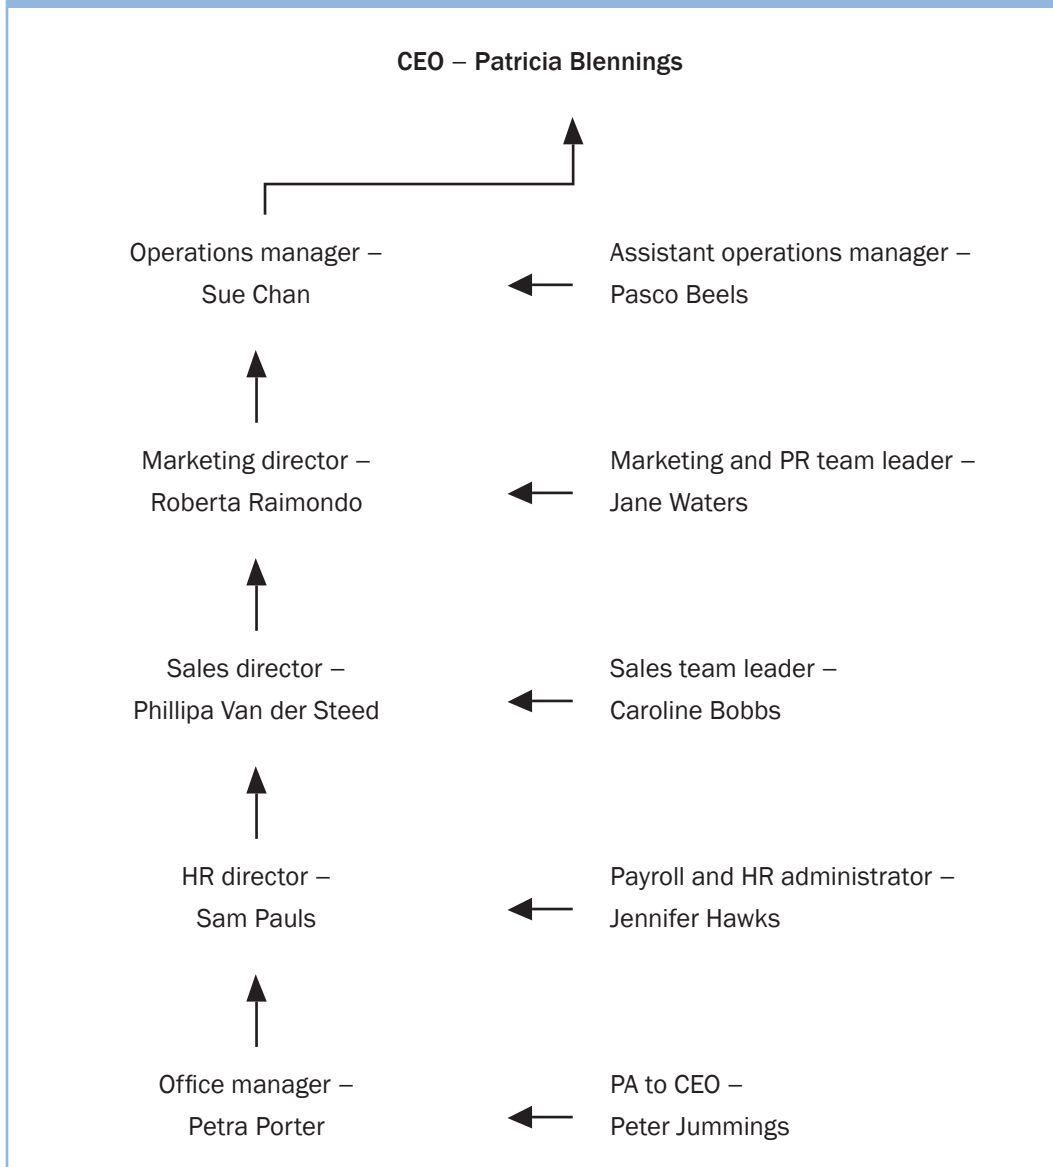 CEO – Patricia Blennings
Operations manager –
Sue Chan
Assistant operations manager –
Pasco Beels
Marketing director –
Roberta Raimondo
Marketing and PR team leader –
Jane Waters
Sales director –
Phillipa Van der Steed
Sales team leader –
Caroline Bobbs
HR director –
Sam Pauls
Payroll and HR administrator –
Jennifer Hawks
Office manager –
Petra Porter
PA to CEO –
Peter Jummings